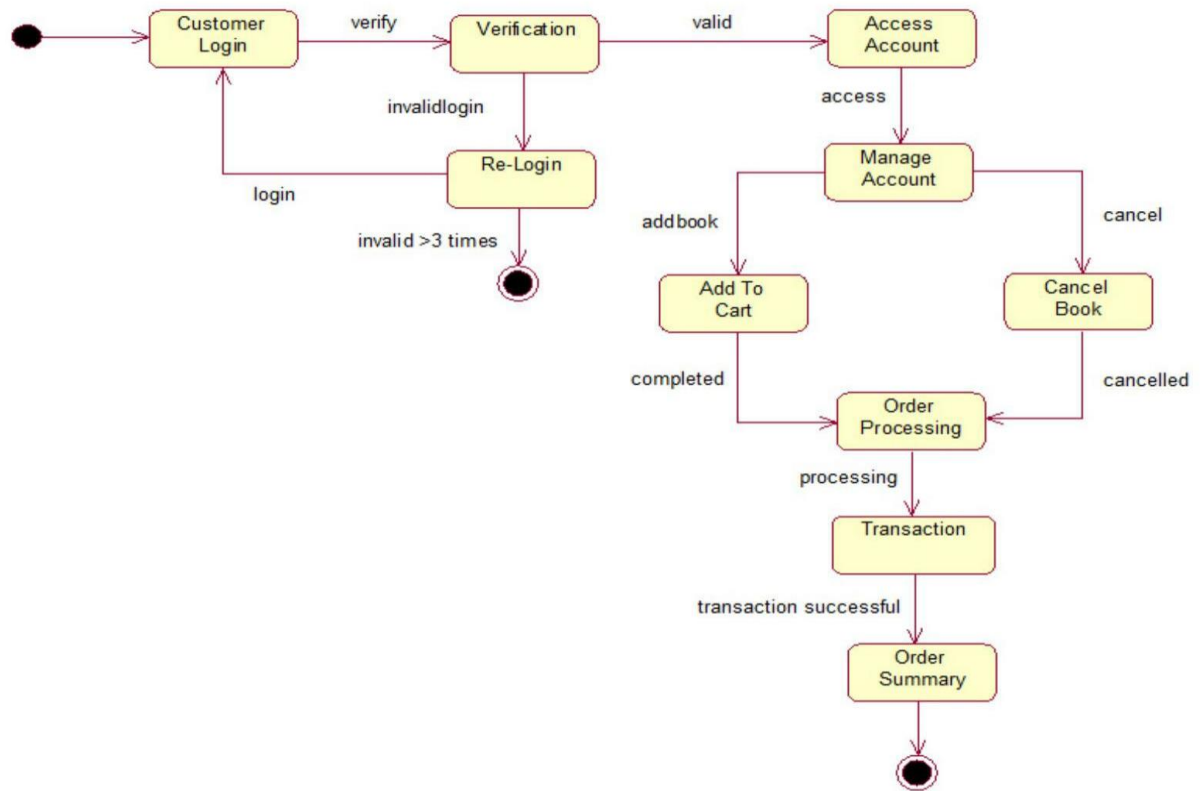 Customer
Login
verify
Verification
valid
Access
Account
invalidlogin
access
Re-Login
Manage
Account
login
addbook
cancel
invalid >3 times
Add To
Cart
Cancel
Book
completed
cancelled
Order
Processing
processing
Transaction
transaction successful
Order
Summary